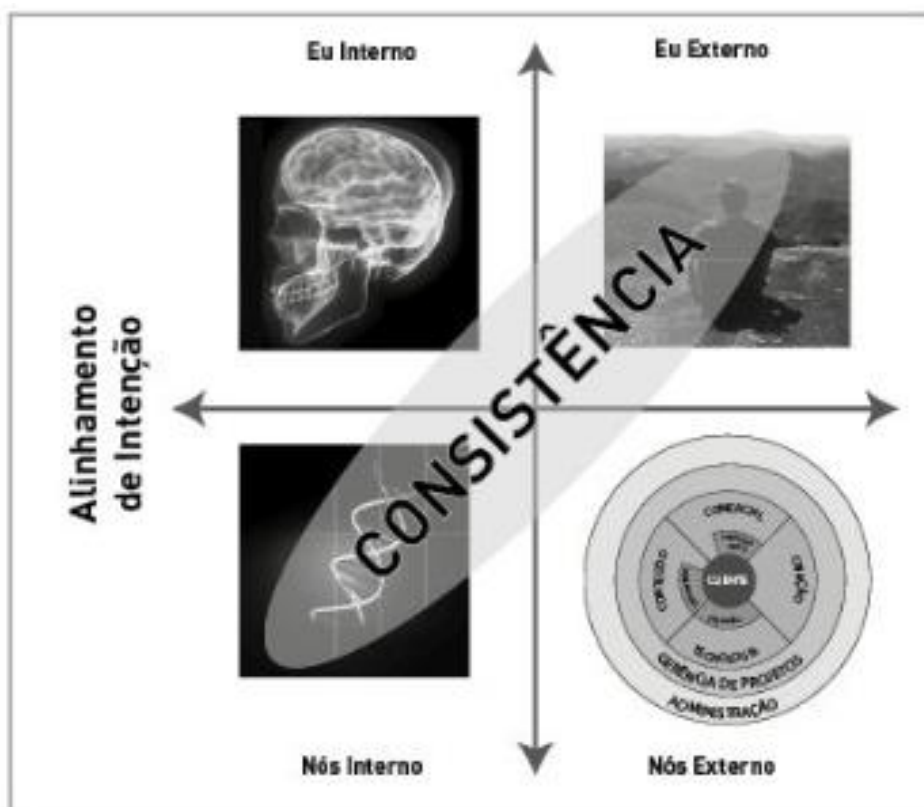 Eu Interno
Eu Externo
Alinhamento
de Intenção
CONSISTÊNCIA
COMERCIAL
CRIAÇÃO
CONTEÚDO
CLIENTE
TECNOLOGIA
GERÊNCIA DE PROJETOS
ADMINISTRAÇÃO
Nós Interno
Nós Externo